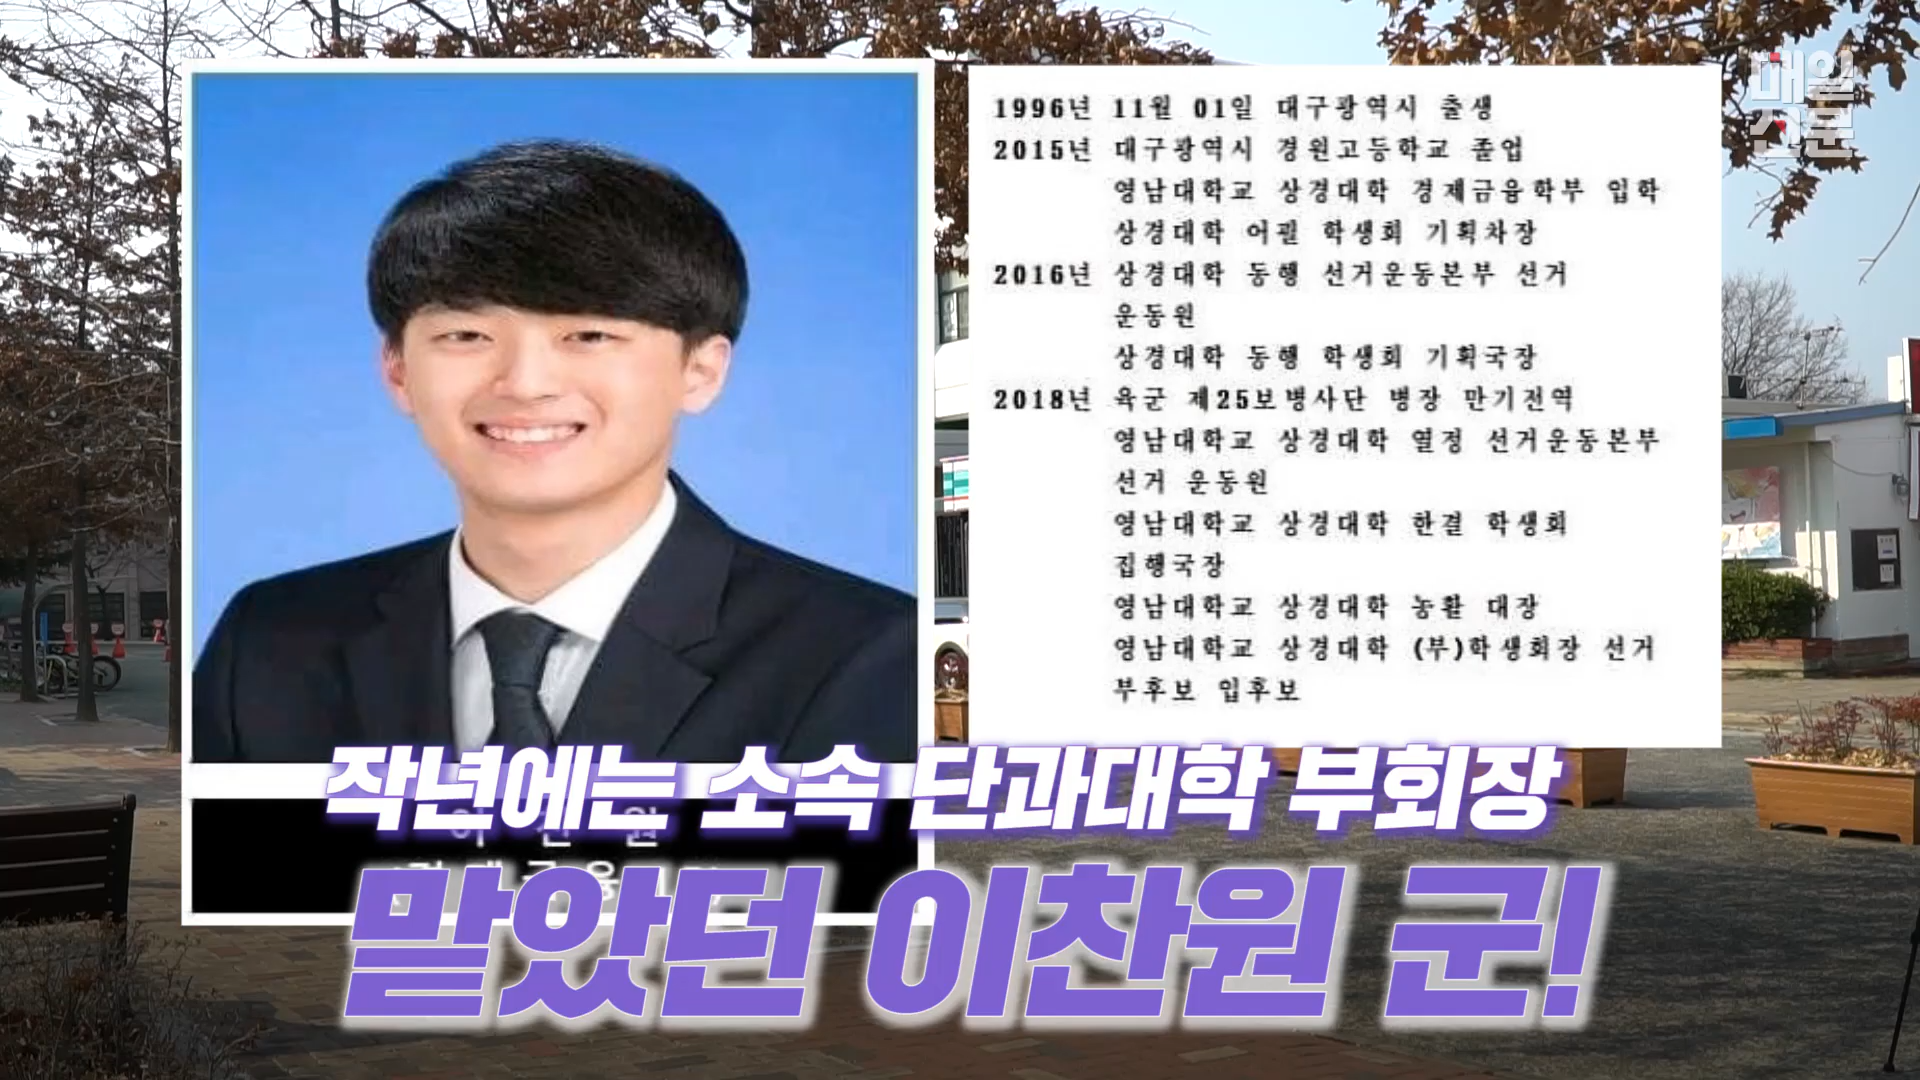 매일
신문
1996년 11월 01일 대구광역시 출생
2015년 대구광역시 경원고등학교 졸업
영남대학교 상경대학 경제금융학부 입학
상경대학 어필 학생회 기획차장
2016년 상경대학 동행 선거운동본부 선거
운동원
상경대학 동행 학생회 기획국장
2018년 육군 제25보병사단 병장 만기전역
영남대학교 상경대학 열정 선거운동본부
선거 운동원
영남대학교 상경대학 한결 학생회
집행국장
영남대학교 상경대학 농활 대장
영남대학교 상경대학 (부)학생회장 선거
부후보 입후보
작년에는 소속 단과대학 부회장
맡았던 이찬원 군!